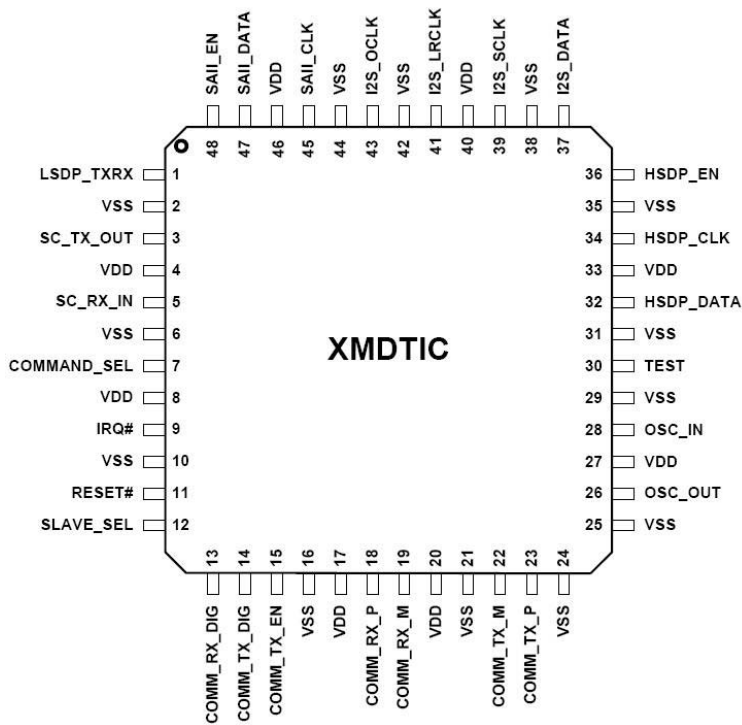 SAII_EN
SAII_DATA
VDD
SAII_CLK
VSS
I2S_OCLK
VSS
I2S_LRCLK
VDD
I2S_SCLK
VSS
I2S_DATA
48 47 46 45 44 43 42 41 40 39 38 37
LSDP_TXRX 1
VSS 2
SC_TX_OUT 3
VDD 4
SC_RX_IN 5
VSS 6
COMMAND_SEL 7
VDD 8
IRQ# 9
VSS 10
RESET# 11
SLAVE_SEL 12
XMDTIC
36 HSDP_EN
35 VSS
34 HSDP_CLK
33 VDD
32 HSDP_DATA
31 VSS
30 TEST
29 VSS
28 OSC_IN
27 VDD
26 OSC_OUT
25 VSS
13 14 15 16 17 18 19 20 21 22 23 24
COMM_RX_DIG
COMM_TX_DIG
COMM_TX_EN
VSS
VDD
COMM_RX_P
COMM_RX_M
VDD
VSS
COMM_TX_M
COMM_TX_P
VSS